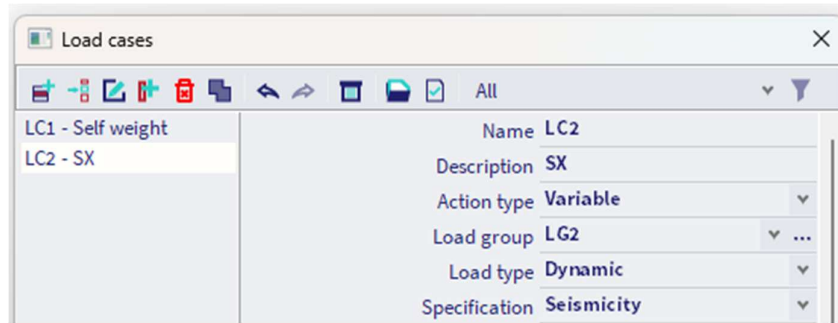 Load cases
All
LC1 - Self weight
LC2 - SX
Name LC2
Description SX
Action type Variable
Load group LG2 ...
Load type Dynamic
Specification Seismicity